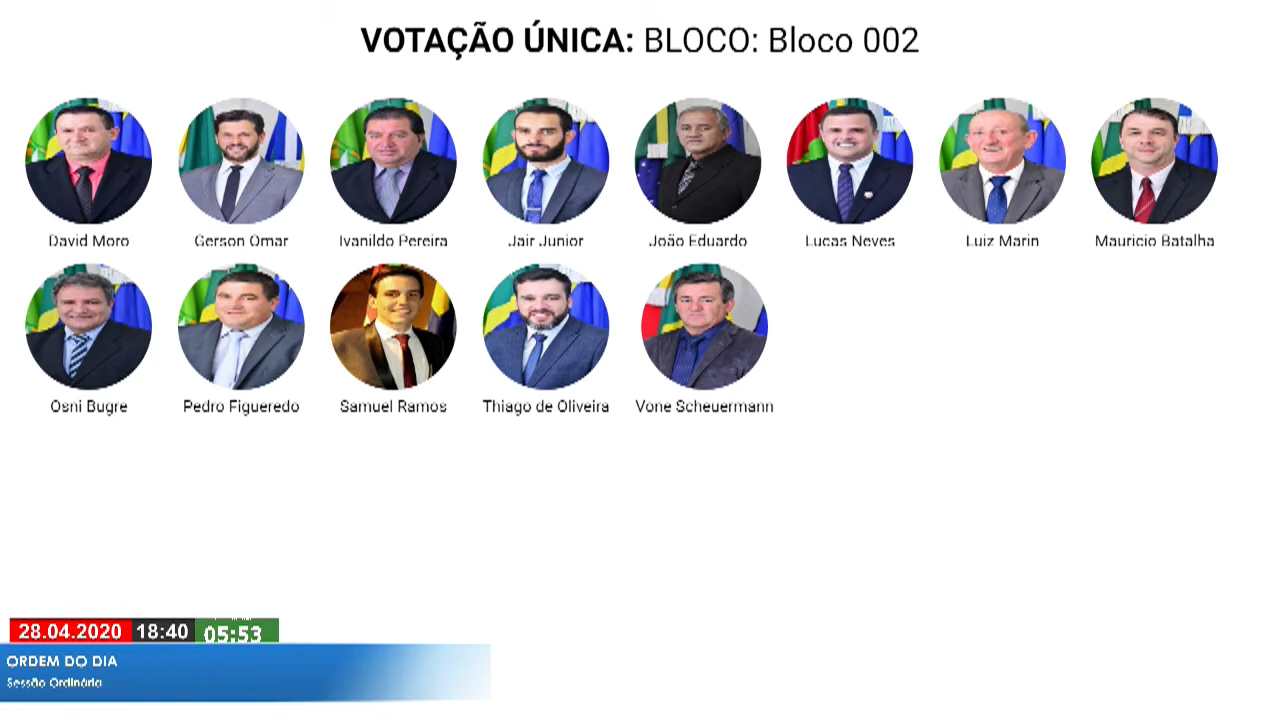 VOTAÇÃO ÚNICA: BLOCO: Bloco 002
David Moro
Gerson Omar
Ivanildo Pereira
Jair Junior
João Eduardo
Lucas Neves
Luiz Marin
Mauricio Batalha
Osni Bugre
Pedro Figueredo
Samuel Ramos
Thiago de Oliveira
Vone Scheuermann
28.04.2020 18:40 05:53
ORDEM DO DIA
Sessão Ordinária